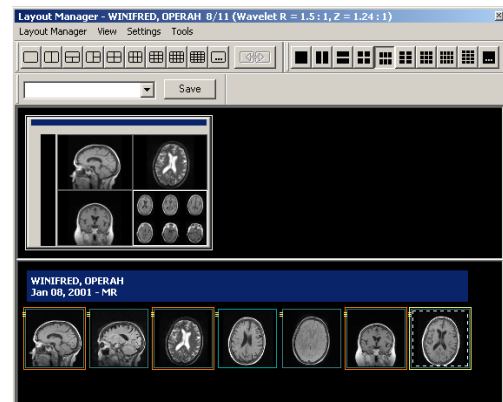 Layout Manager - WINIFRED, OPERAH 8/11 (Wavelet R = 1.5 : 1, Z = 1.24 : 1)
Layout Manager View Settings Tools
Save
WINIFRED, OPERAH
Jan 08, 2001 - MR